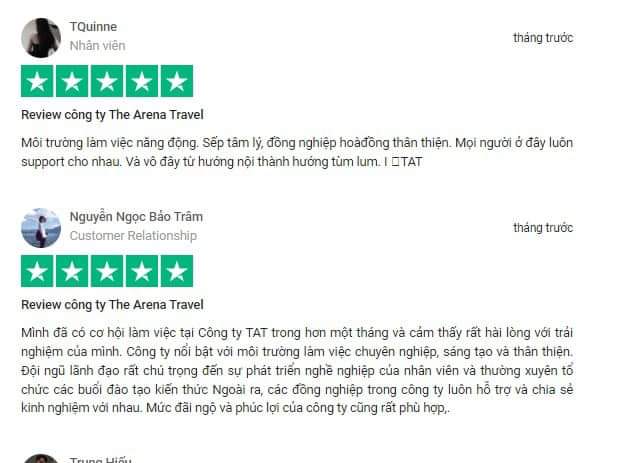 TQuinne
Nhân viên
tháng trước
Review công ty The Arena Travel
Môi trường làm việc năng động. Sếp tâm lý, đồng nghiệp hoàđồng thân thiện. Mọi người ở đây luôn
support cho nhau. Và vô đây từ hướng nội thành hướng tùm lum. I □TAT
Nguyễn Ngọc Bảo Trâm
Customer Relationship
tháng trước
Review công ty The Arena Travel
Mình đã có cơ hội làm việc tại Công ty TAT trong hơn một tháng và cảm thấy rất hài lòng với trải
nghiệm của mình. Công ty nổi bật với môi trường làm việc chuyên nghiệp, sáng tạo và thân thiện.
Đội ngũ lãnh đạo rất chú trọng đến sự phát triển nghề nghiệp của nhân viên và thường xuyên tổ
chức các buổi đào tạo kiến thức Ngoài ra, các đồng nghiệp trong công ty luôn hỗ trợ và chia sẻ
kinh nghiệm với nhau. Mức đãi ngộ và phúc lợi của công ty cũng rất phù hợp,.
Trung Hiếu